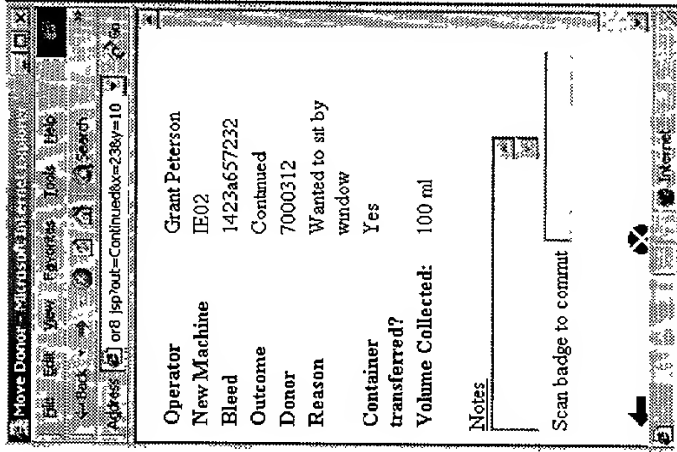 Move Donor - Microsoft Internet Explorer
File Edit View Favorites Tools Help
Back Search
Address or8 jsp?out=Continued&x=23&y=10 Go
Operator Grant Peterson
New Machine IE02
Bleed 1423a657232
Outcome Continued
Donor 7000312
Reason Wanted to sit by
window
Container Yes
transferred?
Volume Collected: 100 ml
Notes
Scan badge to commit
Internet